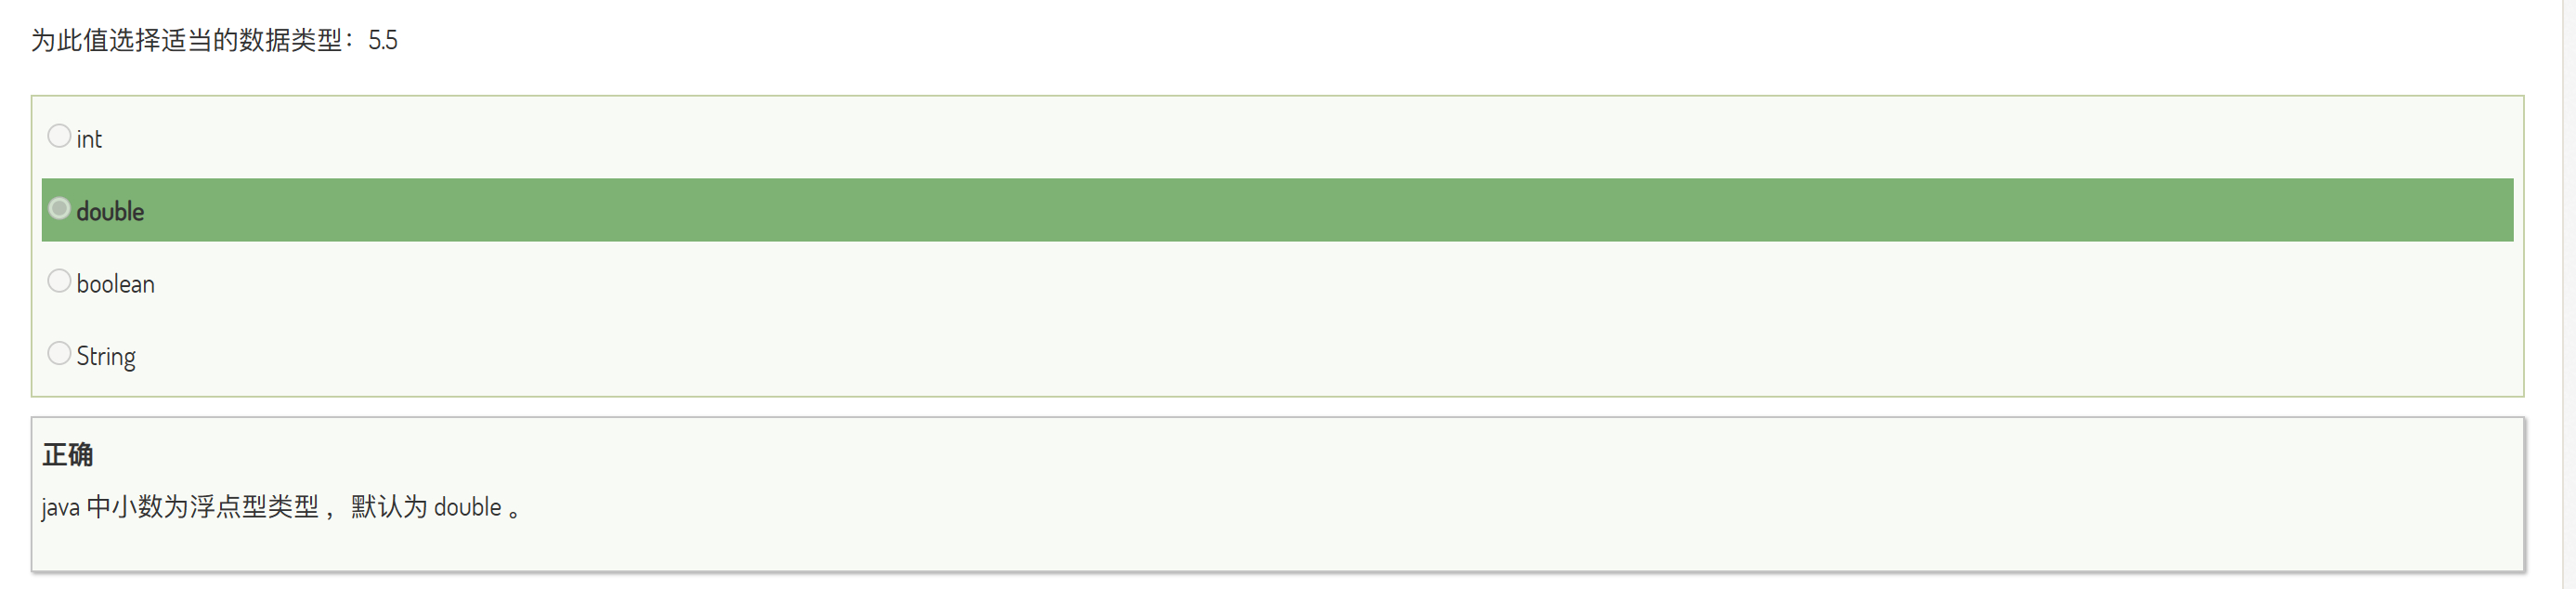 为此值选择适当的数据类型：5.5
int
double
boolean
String
正确
java 中小数为浮点型类型， 默认为 double 。